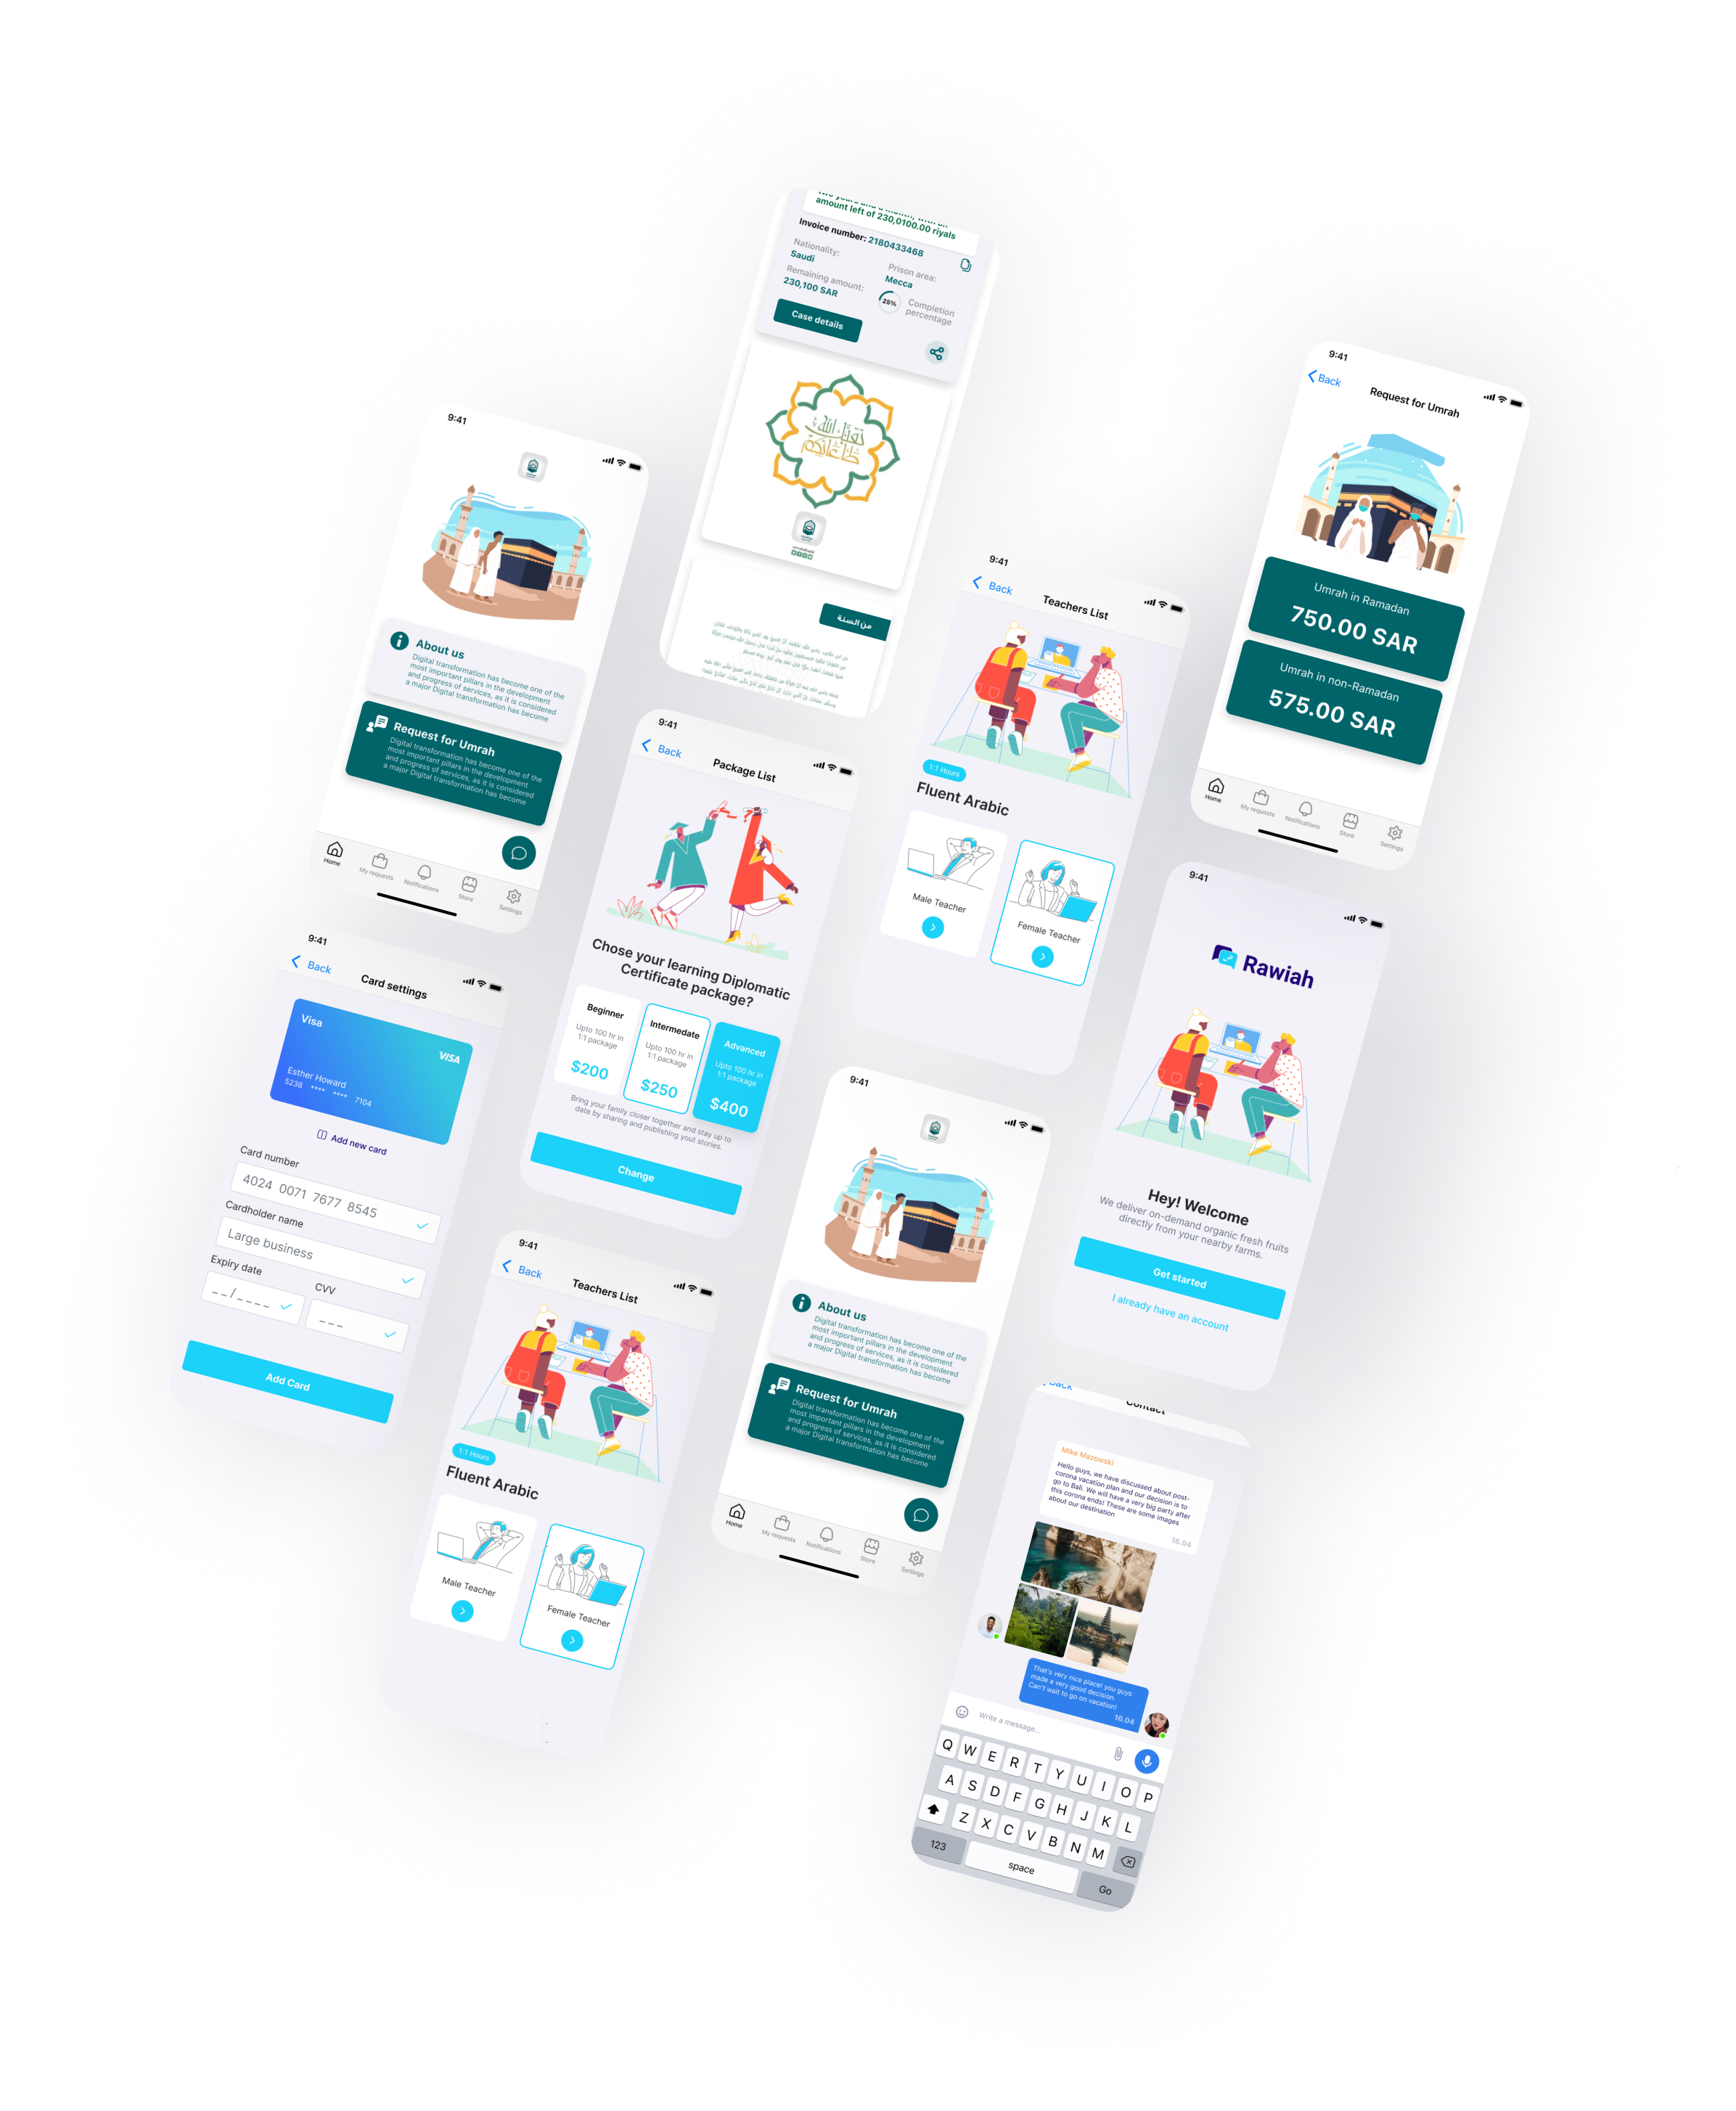 two years and a month, with an
amount left of 230,0100.00 riyals
Invoice number: 2180433468
Nationality:
Saudi
Prison area:
Mecca
Remaining amount:
230,100 SAR
25%
Completion
percentage
Case details
تقبل الله
طاعاتكم
من السنة
9:41
Back
Request for Umrah
Umrah in Ramadan
750.00 SAR
Umrah in non-Ramadan
575.00 SAR
Home
My requests
Notifications
Store
Settings
9:41
About us
Digital transformation has become one of the
most important pillars in the development
and progress of services, as it is considered
a major Digital transformation has become
Request for Umrah
Digital transformation has become one of the
most important pillars in the development
and progress of services, as it is considered
a major Digital transformation has become
Home
My requests
Notifications
Store
Settings
9:41
Back
Teachers List
1:1 Hours
Fluent Arabic
Male Teacher
Female Teacher
9:41
Back
Package List
Chose your learning Diplomatic
Certificate package?
Beginner
Upto 100 hr in
1:1 package
$200
Intermedate
Upto 100 hr in
1:1 package
$250
Advanced
Upto 100 hr in
1:1 package
$400
Bring your family closer together and stay up to
date by sharing and publishing yout stories.
Change
9:41
Rawiah
Hey! Welcome
We deliver on-demand organic fresh fruits
directly from your nearby farms.
Get started
I already have an account
9:41
Back
Card settings
Visa
VISA
Esther Howard
5238 **** **** 7104
Add new card
Card number
4024 0071 7677 8545
Cardholder name
Large business
Expiry date
CVV
_ _ / _ _ _ _
_ _ _
Add Card
9:41
About us
Digital transformation has become one of the
most important pillars in the development
and progress of services, as it is considered
a major Digital transformation has become
Request for Umrah
Digital transformation has become one of the
most important pillars in the development
and progress of services, as it is considered
a major Digital transformation has become
Home
My requests
Notifications
Store
Settings
9:41
Back
Teachers List
1:1 Hours
Fluent Arabic
Male Teacher
Female Teacher
Back
Contact
Mike Mazowski
Hello guys, we have discussed about post-
corona vacation plan and our decision is to
go to Bali. We will have a very big party after
this corona ends! These are some images
about our destination
16.04
That's very nice place! you guys
made a very good decision.
Can't wait to go on vacation!
16.04
Write a message...
Q W E R T Y U I O P
A S D F G H J K L
Z X C V B N M
123
space
Go